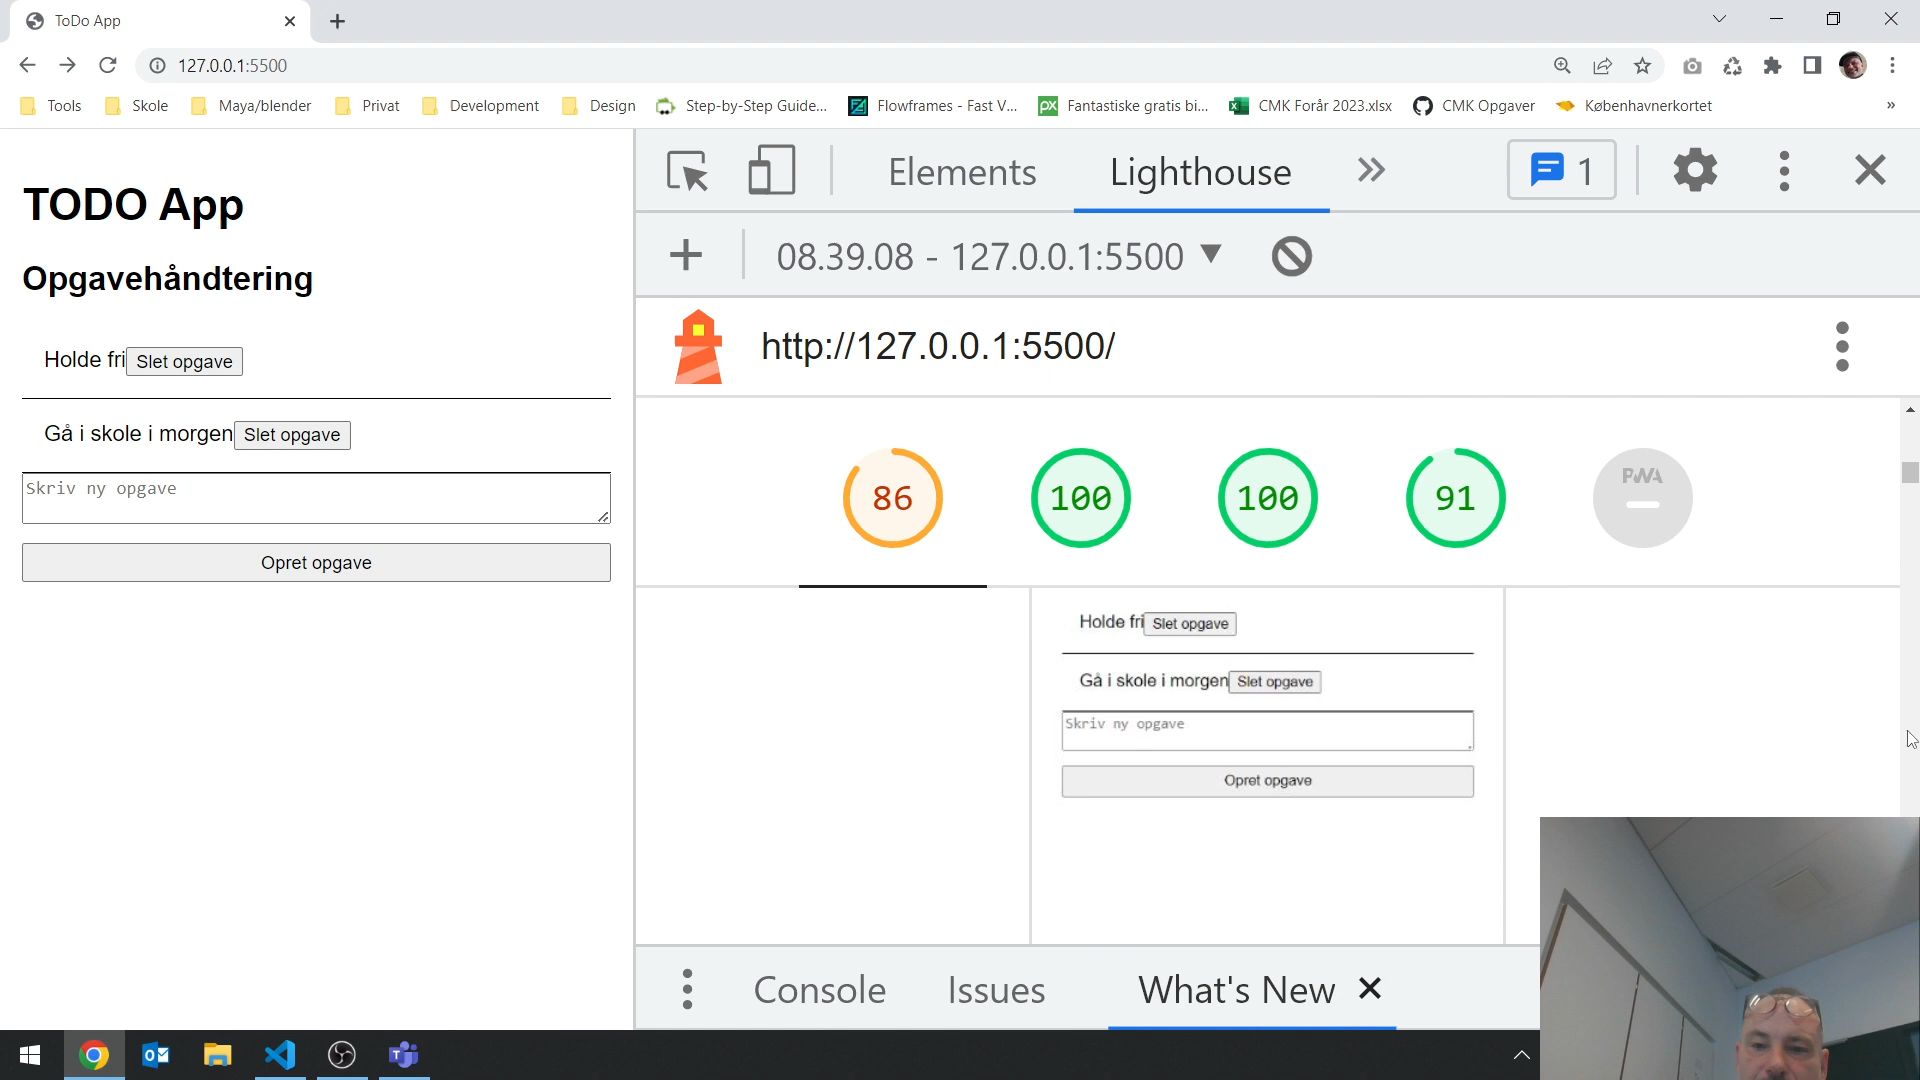 ToDo App
127.0.0.1:5500
Tools Skole Maya/blender Privat Development Design Step-by-Step Guide... Flowframes - Fast V... Fantastiske gratis bi... CMK Forår 2023.xlsx CMK Opgaver Københavnerkortet »
TODO App
Opgavehåndtering
Holde fri Slet opgave
Gå i skole i morgen Slet opgave
Skriv ny opgave
Opret opgave
Elements Lighthouse 1
08.39.08 - 127.0.0.1:5500
http://127.0.0.1:5500/
86 100 100 91 PWA
Holde fri Slet opgave
Gå i skole i morgen Slet opgave
Skriv ny opgave
Opret opgave
Console Issues What's New